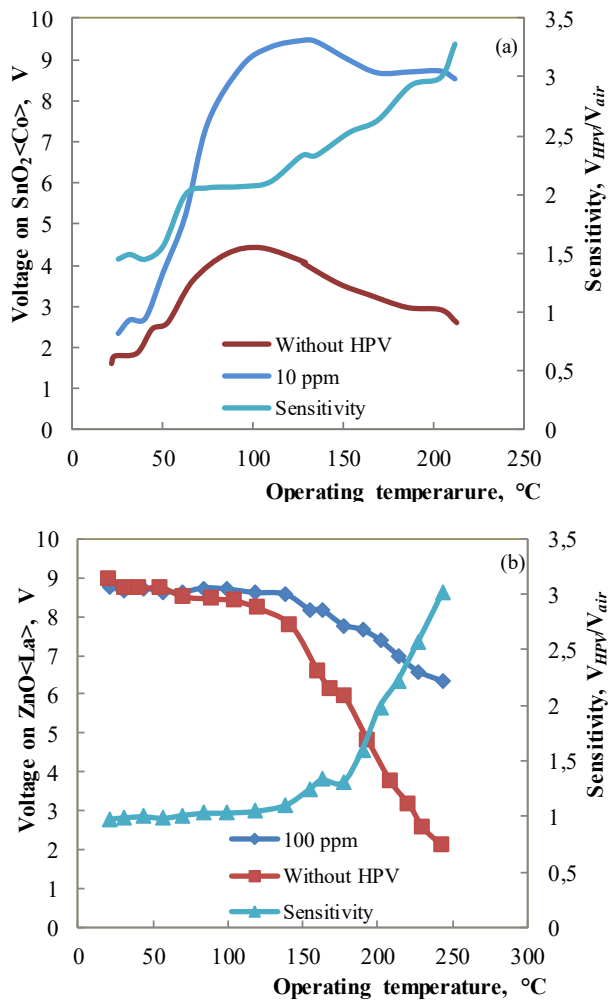 10
9
8
7
6
5
4
3
2
1
0
Voltage on SnO₂<Co>, V
(a)
Without HPV
10 ppm
Sensitivity
3,5
3
2,5
2
1,5
1
0,5
0
Sensitivity, V_HPV/V_air
0 50 100 150 200 250
Operating temperarure, °C
10
9
8
7
6
5
4
3
2
1
0
Voltage on ZnO<La>, V
(b)
100 ppm
Without HPV
Sensitivity
3,5
3
2,5
2
1,5
1
0,5
0
Sensitivity, V_HPV/V_air
0 50 100 150 200 250 300
Operating temperature, °C